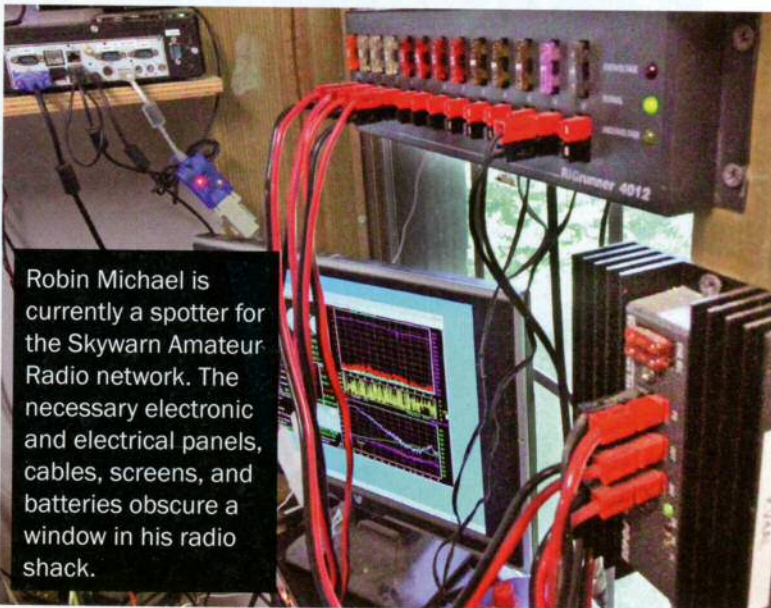 RIGrunner 4012
Robin Michael is
currently a spotter for
the Skywarn Amateur
Radio network. The
necessary electronic
and electrical panels,
cables, screens, and
batteries obscure a
window in his radio
shack.